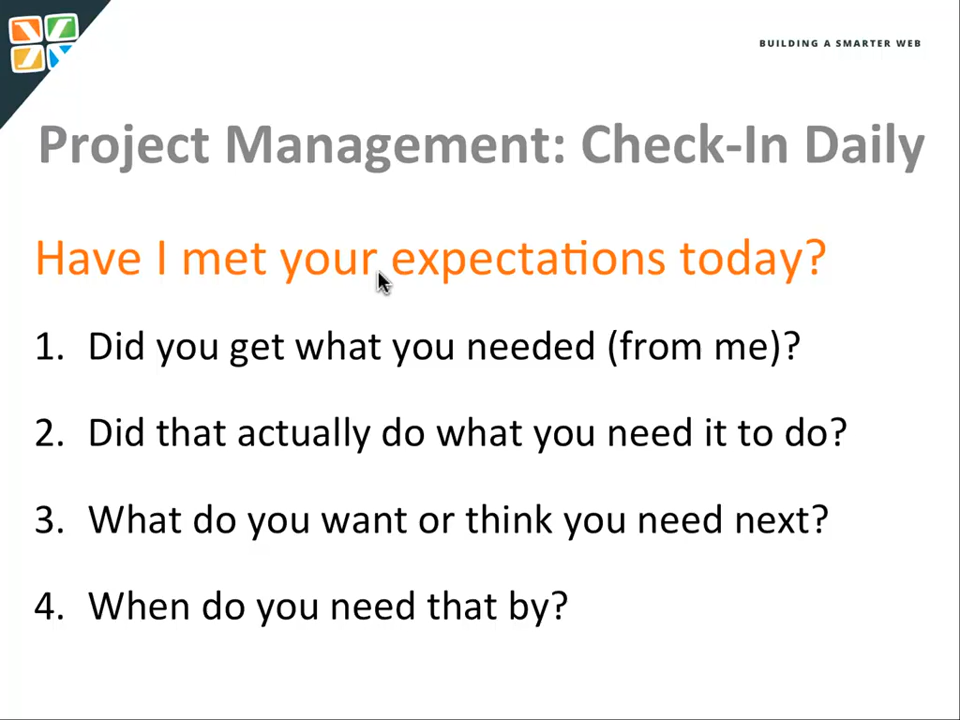 BUILDING A SMARTER WEB
Project Management: Check-In Daily
Have I met your expectations today?
1. Did you get what you needed (from me)?
2. Did that actually do what you need it to do?
3. What do you want or think you need next?
4. When do you need that by?